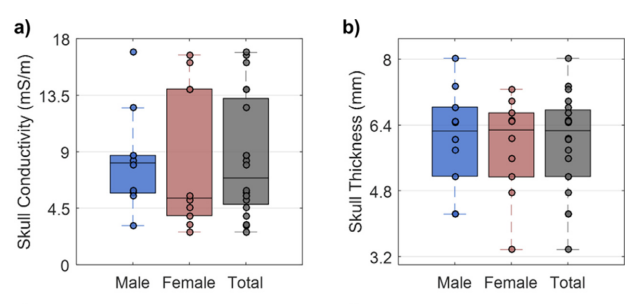 a)
Skull Conductivity (mS/m)
18
13.5
9
4.5
0
Male Female Total
b)
Skull Thickness (mm)
8
6.4
4.8
3.2
Male Female Total